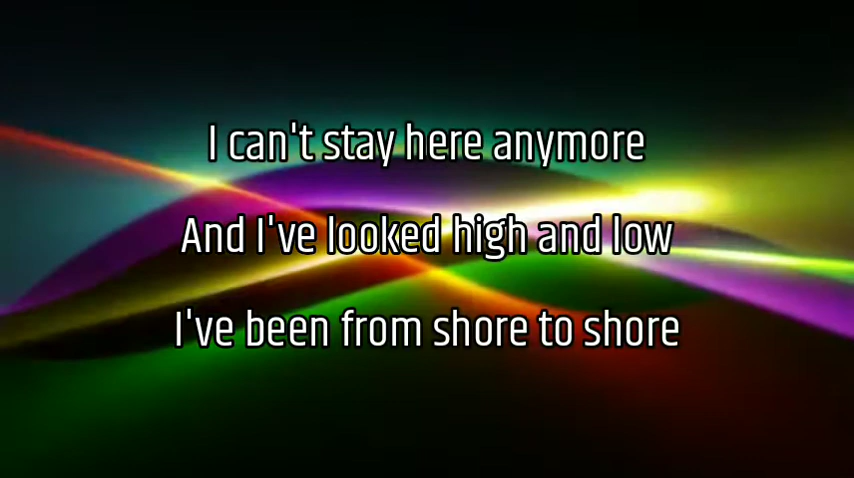 I can't stay here anymore
And I've looked high and low
I've been from shore to shore